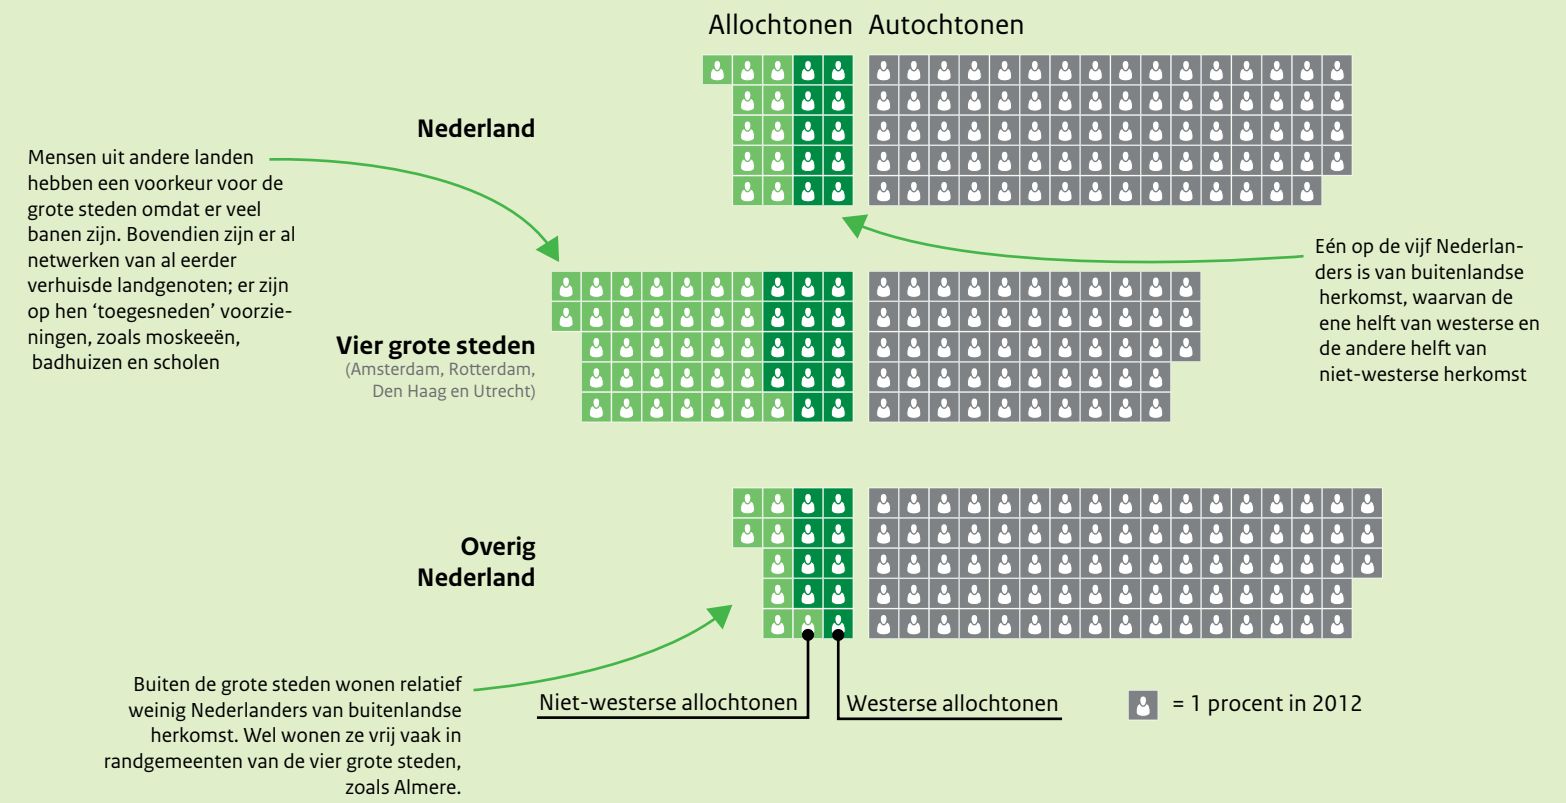 Allochtonen Autochtonen
Nederland
Mensen uit andere landen
hebben een voorkeur voor de
grote steden omdat er veel
banen zijn. Bovendien zijn er al
netwerken van al eerder
verhuisde landgenoten; er zijn
op hen ‘toegesneden’ voorzie-
ningen, zoals moskeeën,
badhuizen en scholen
Eén op de vijf Nederlan-
ders is van buitenlandse
herkomst, waarvan de
ene helft van westerse en
de andere helft van
niet-westerse herkomst
Vier grote steden
(Amsterdam, Rotterdam,
Den Haag en Utrecht)
Overig
Nederland
Buiten de grote steden wonen relatief
weinig Nederlanders van buitenlandse
herkomst. Wel wonen ze vrij vaak in
randgemeenten van de vier grote steden,
zoals Almere.
Niet-westerse allochtonen
Westerse allochtonen
= 1 procent in 2012